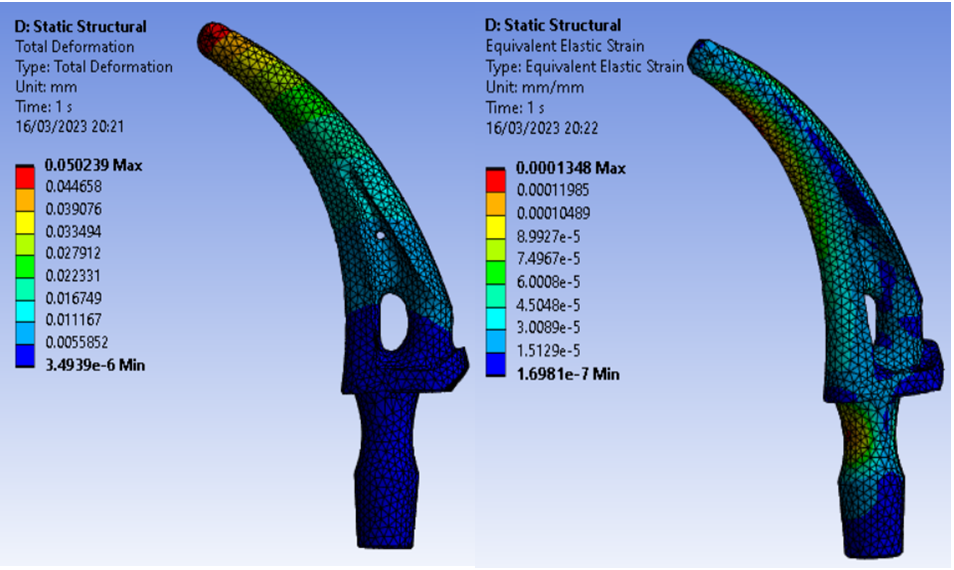 D: Static Structural
Total Deformation
Type: Total Deformation
Unit: mm
Time: 1 s
16/03/2023 20:21
0.050239 Max
0.044658
0.039076
0.033494
0.027912
0.022331
0.016749
0.011167
0.0055852
3.4939e-6 Min
D: Static Structural
Equivalent Elastic Strain
Type: Equivalent Elastic Strain
Unit: mm/mm
Time: 1 s
16/03/2023 20:22
0.0001348 Max
0.00011985
0.00010489
8.9927e-5
7.4967e-5
6.0008e-5
4.5048e-5
3.0089e-5
1.5129e-5
1.6981e-7 Min